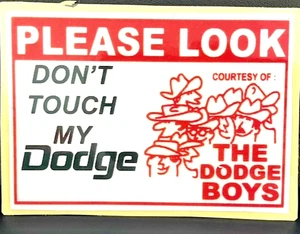 PLEASE LOOK
DON'T
TOUCH
MY
Dodge
COURTESY OF :
THE
DODGE
BOYS